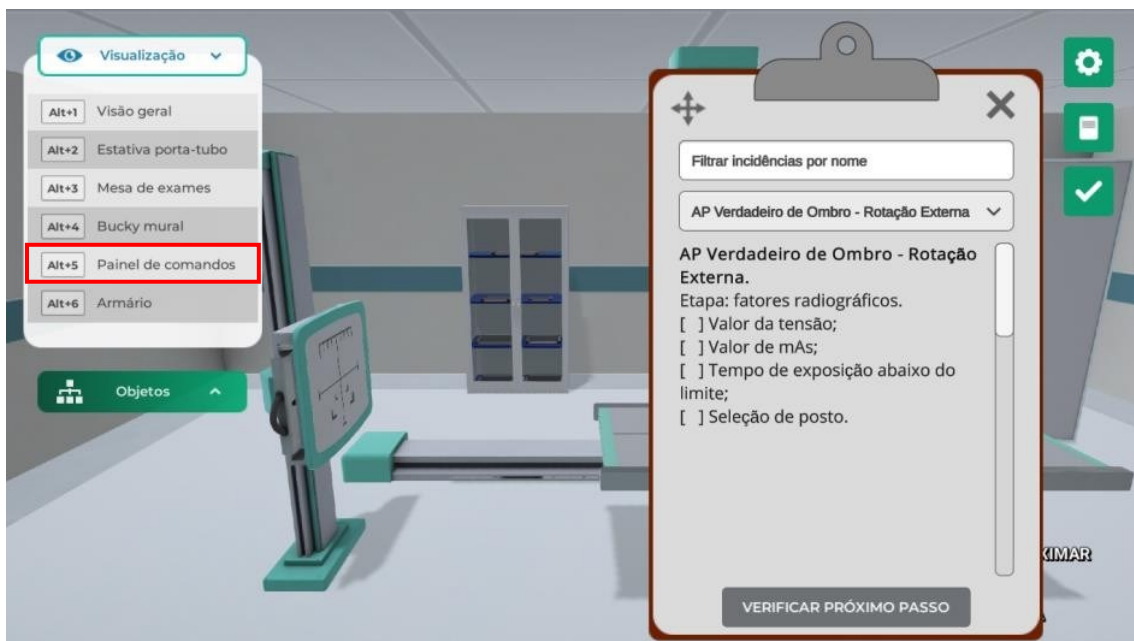 Visualização
Alt+1 Visão geral
Alt+2 Estativa porta-tubo
Alt+3 Mesa de exames
Alt+4 Bucky mural
Alt+5 Painel de comandos
Alt+6 Armário
Objetos
Filtrar incidências por nome
AP Verdadeiro de Ombro - Rotação Externa
AP Verdadeiro de Ombro - Rotação
Externa.
Etapa: fatores radiográficos.
[ ] Valor da tensão;
[ ] Valor de mAs;
[ ] Tempo de exposição abaixo do
limite;
[ ] Seleção de posto.
VERIFICAR PRÓXIMO PASSO